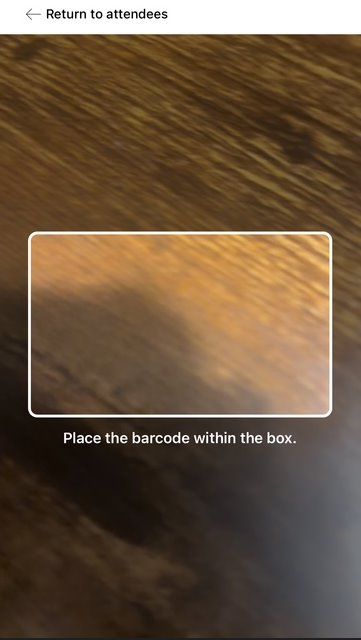 Return to attendees
Place the barcode within the box.